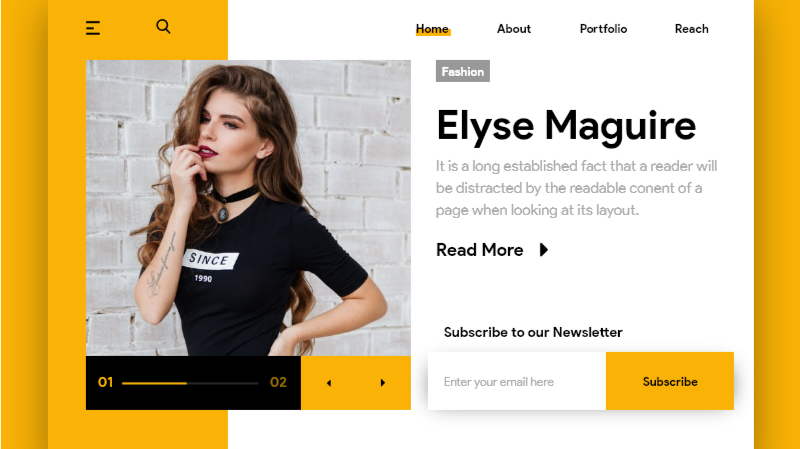 Home About Portfolio Reach
Fashion
Elyse Maguire
It is a long established fact that a reader will
be distracted by the readable conent of a
page when looking at its layout.
Read More
SINCE
1990
01 02
Subscribe to our Newsletter
Enter your email here Subscribe